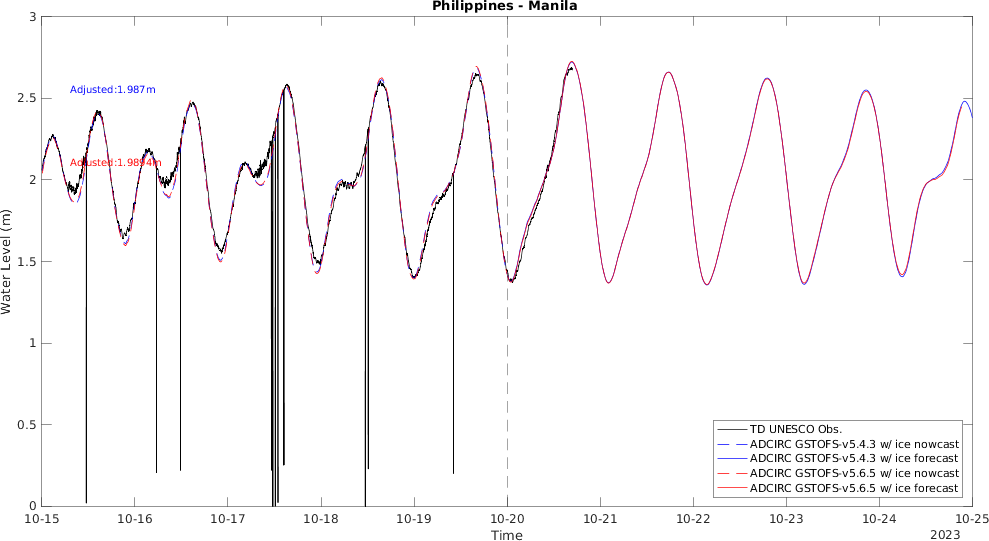 Philippines - Manila
3
2.5
2
1.5
1
0.5
0
Water Level (m)
Adjusted:1.987m
Adjusted:1.9894m
TD UNESCO Obs.
ADCIRC GSTOFS-v5.4.3 w/ ice nowcast
ADCIRC GSTOFS-v5.4.3 w/ ice forecast
ADCIRC GSTOFS-v5.6.5 w/ ice nowcast
ADCIRC GSTOFS-v5.6.5 w/ ice forecast
10-15 10-16 10-17 10-18 10-19 10-20 10-21 10-22 10-23 10-24 10-25
Time
2023